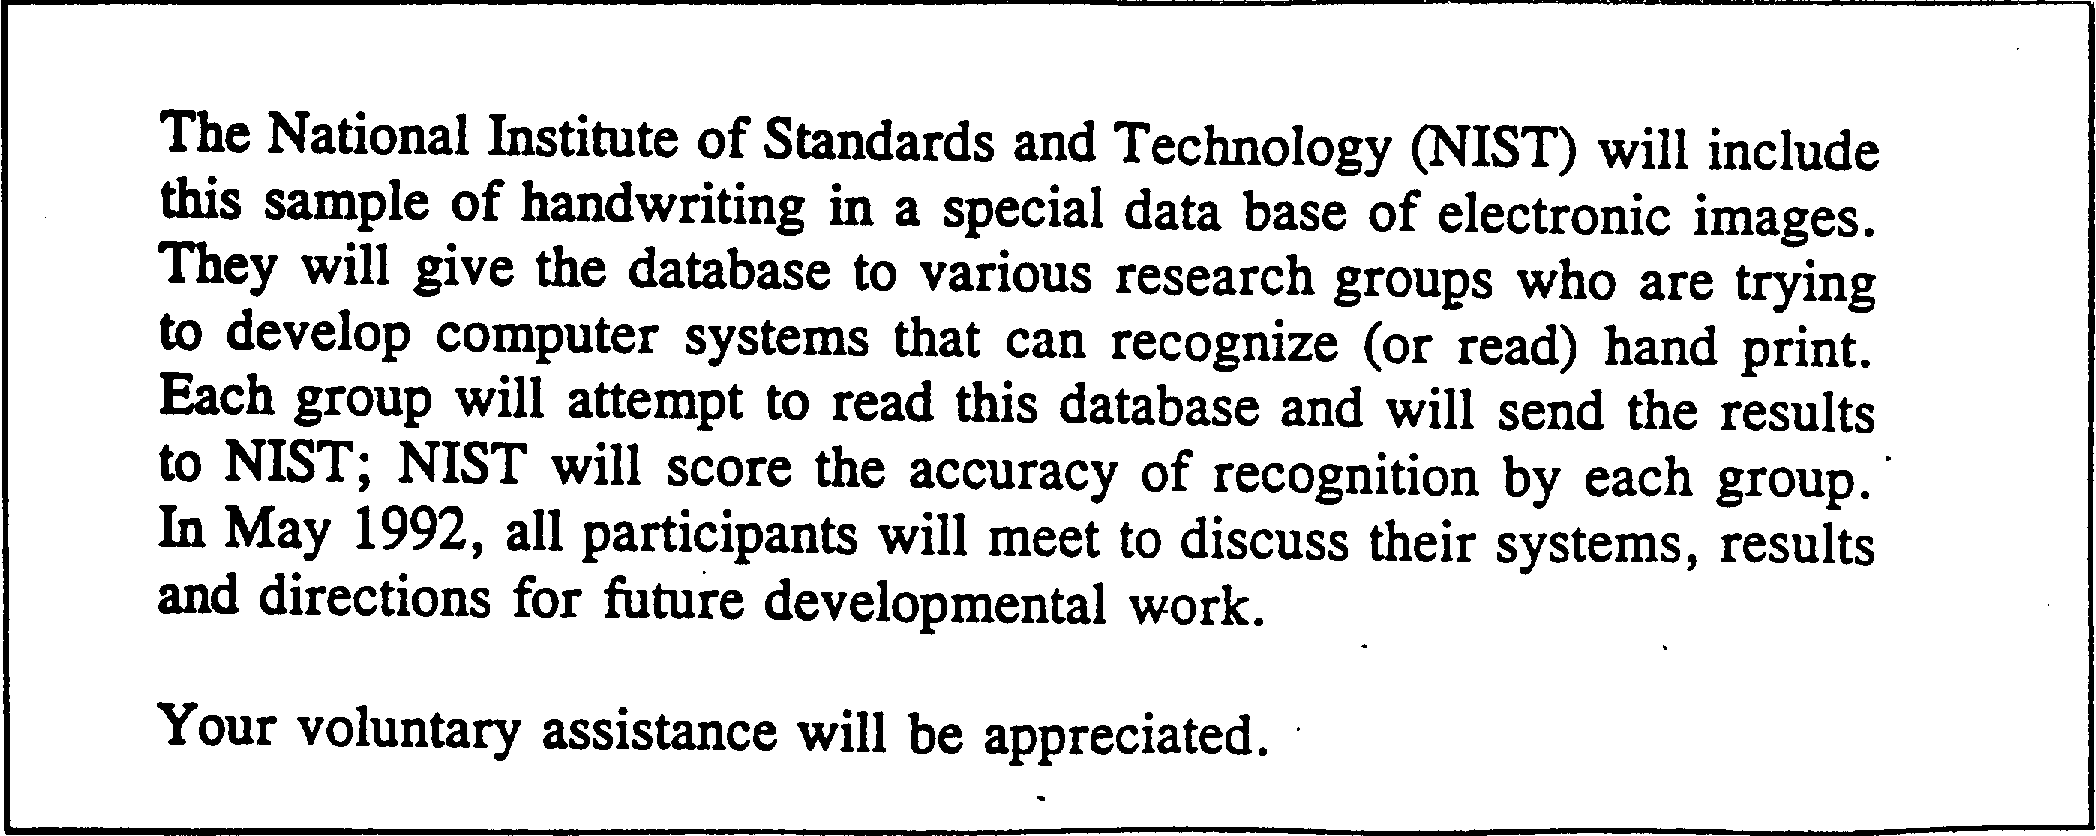 The National Institute of Standards and Technology (NIST) will include
this sample of handwriting in a special data base of electronic images.
They will give the database to various research groups who are trying
to develop computer systems that can recognize (or read) hand print.
Each group will attempt to read this database and will send the results
to NIST; NIST will score the accuracy of recognition by each group.
In May 1992, all participants will meet to discuss their systems, results
and directions for future developmental work.
Your voluntary assistance will be appreciated.